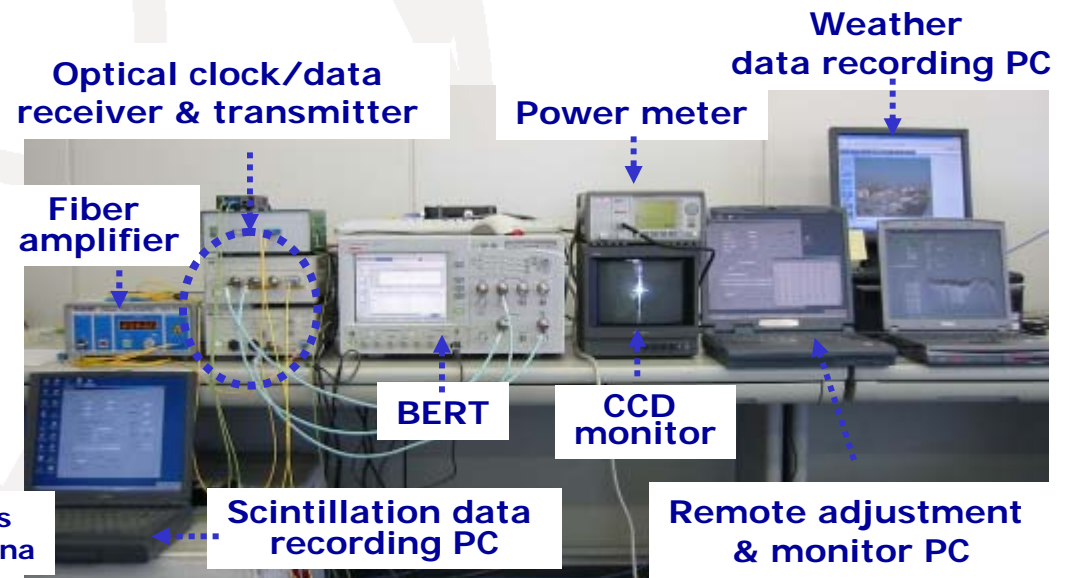 Weather
data recording PC
Optical clock/data
receiver & transmitter
Power meter
Fiber
amplifier
BERT
CCD
monitor
Scintillation data
recording PC
Remote adjustment
& monitor PC
s
na